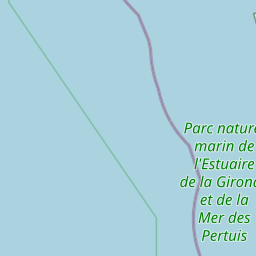 Parc nature
marin de
l'Estuaire
de la Girond
et de la
Mer des
Pertuis